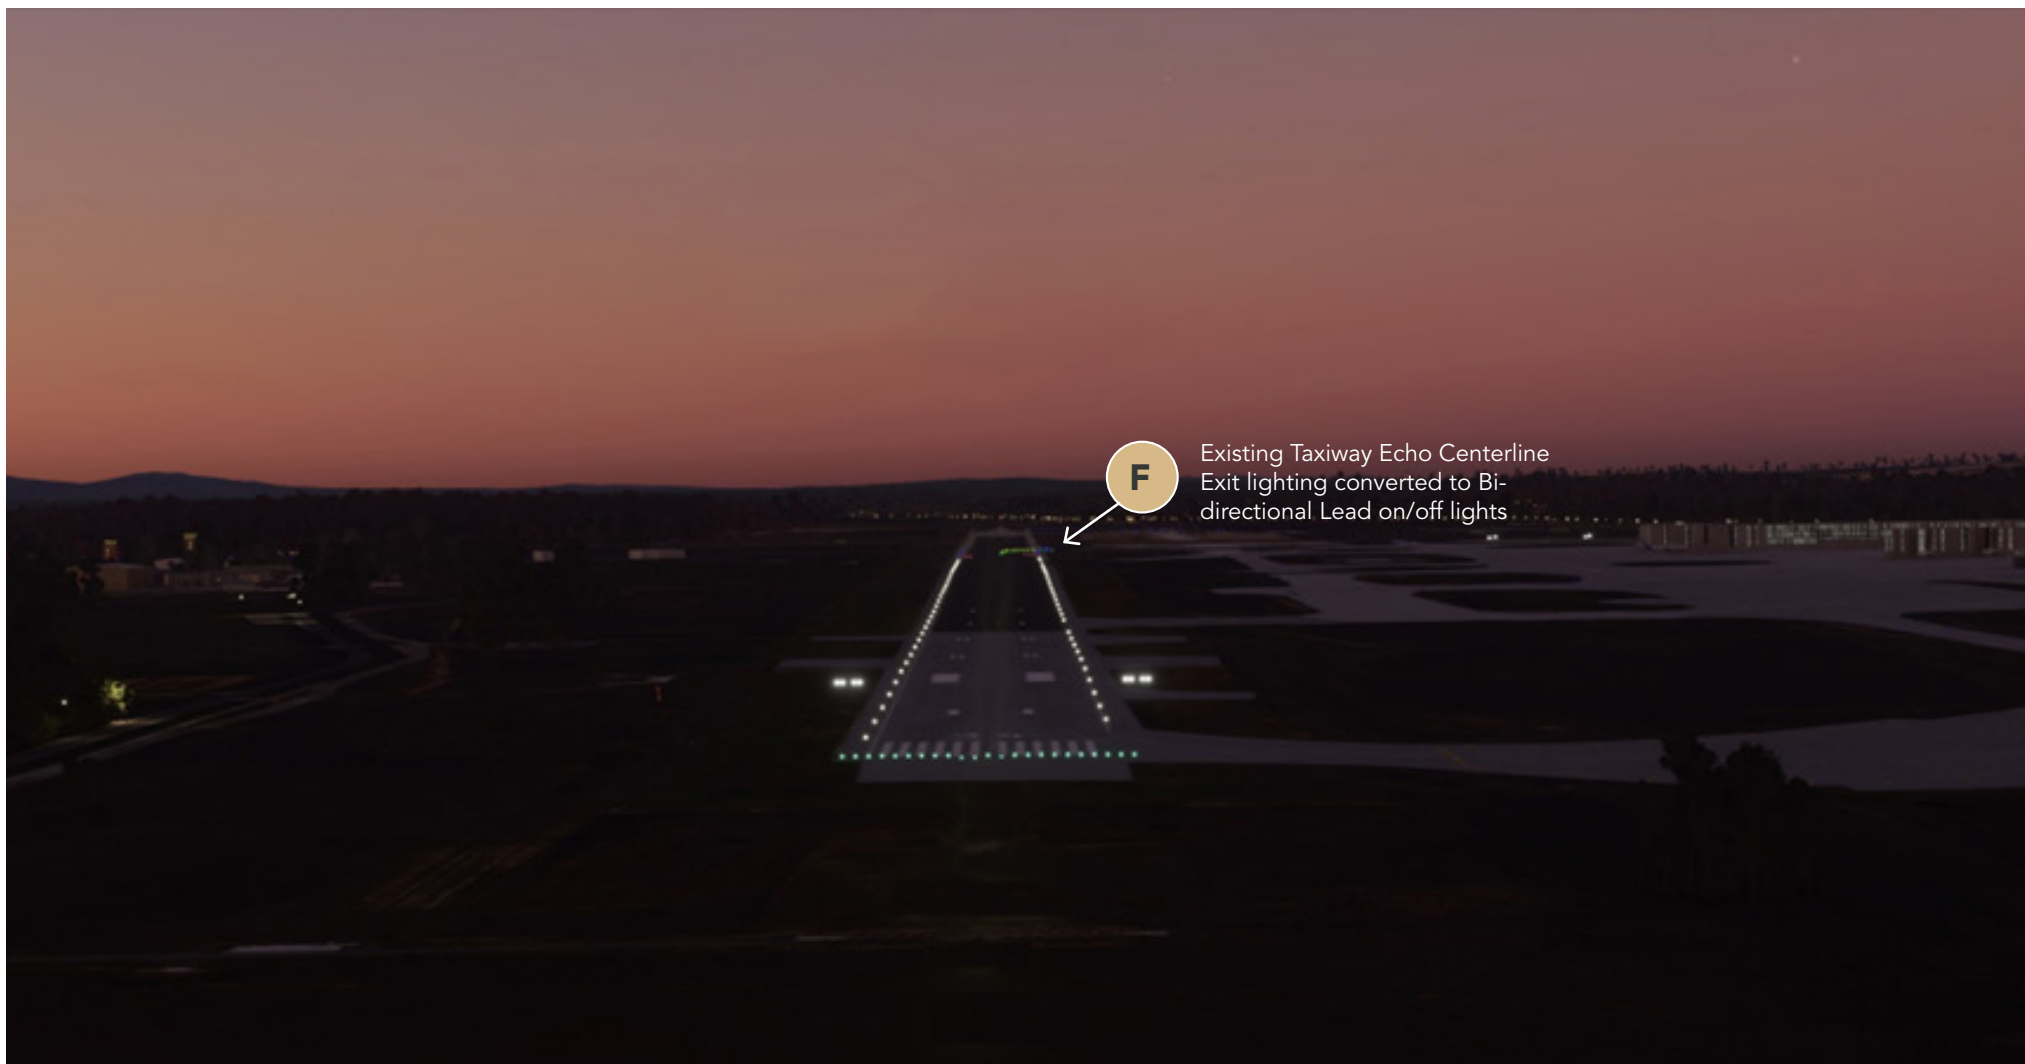 F
Existing Taxiway Echo Centerline
Exit lighting converted to Bi-
directional Lead on/off lights